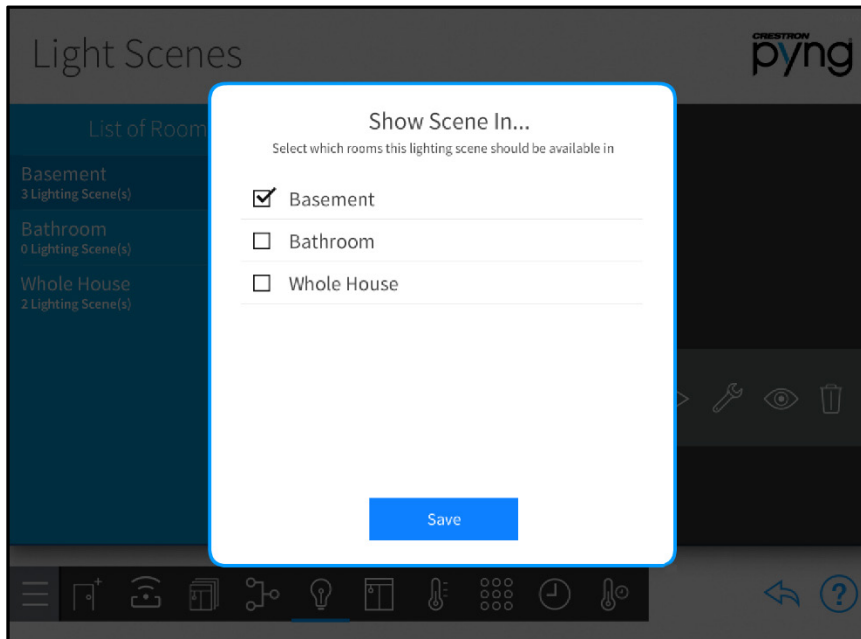 Light Scenes
CRESTRON
pyng
List of Room
Basement
3 Lighting Scene(s)
Bathroom
0 Lighting Scene(s)
Whole House
2 Lighting Scene(s)
Show Scene In...
Select which rooms this lighting scene should be available in
Basement
Bathroom
Whole House
Save
?